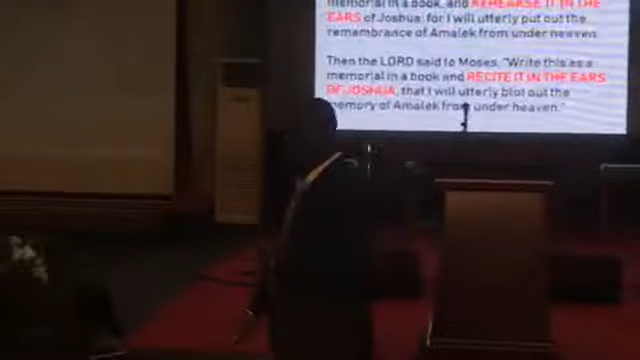 memorial in a book, and REHEARSE IT IN THE
EARS of Joshua: for I will utterly put out the
remembrance of Amalek from under heaven.
Then the LORD said to Moses, "Write this as a
memorial in a book and RECITE IT IN THE EARS
OF JOSHUA, that I will utterly blot out the
memory of Amalek from under heaven."